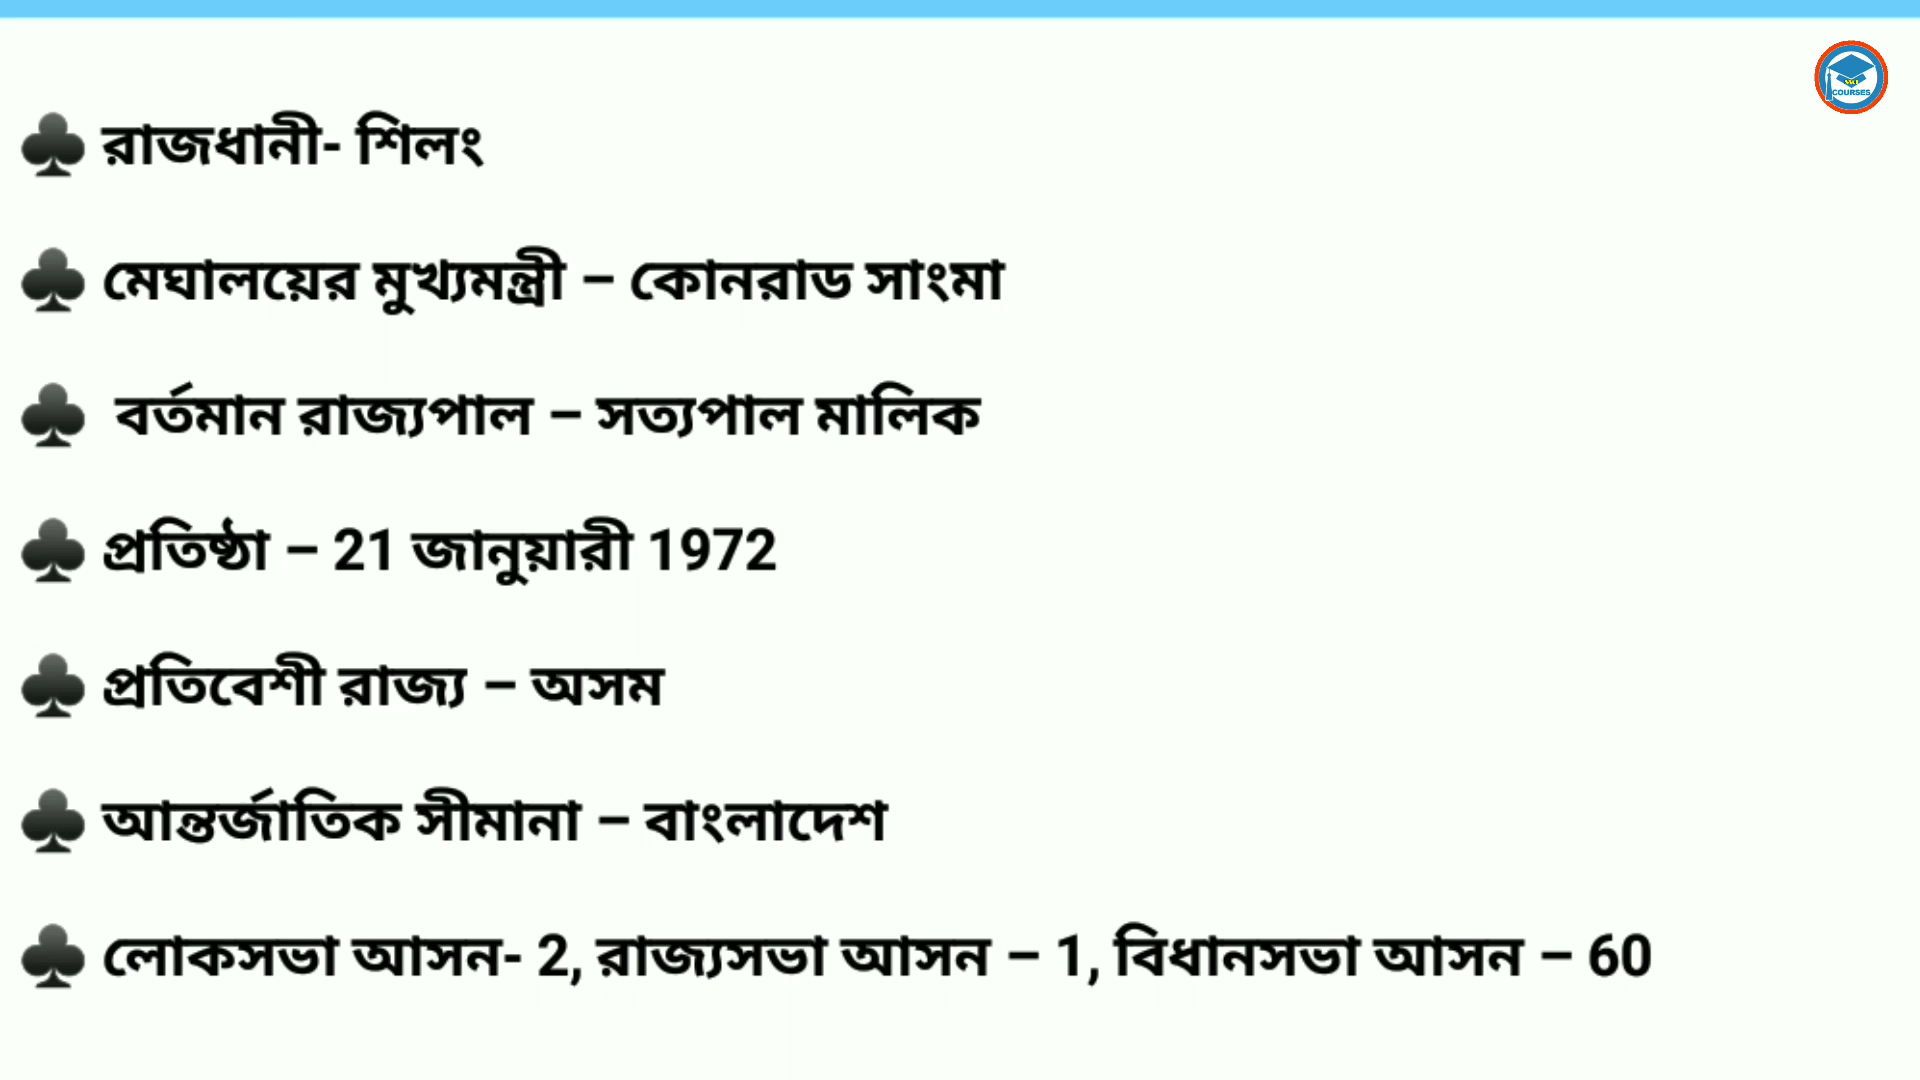 ♣ রাজধানী- শিলং
♣ মেঘালয়ের মুখ্যমন্ত্রী – কোনরাড সাংমা
♣ বর্তমান রাজ্যপাল – সত্যপাল মালিক
♣ প্রতিষ্ঠা – 21 জানুয়ারী 1972
♣ প্রতিবেশী রাজ্য – অসম
♣ আন্তর্জাতিক সীমানা – বাংলাদেশ
♣ লোকসভা আসন- 2, রাজ্যসভা আসন – 1, বিধানসভা আসন – 60
COURSES